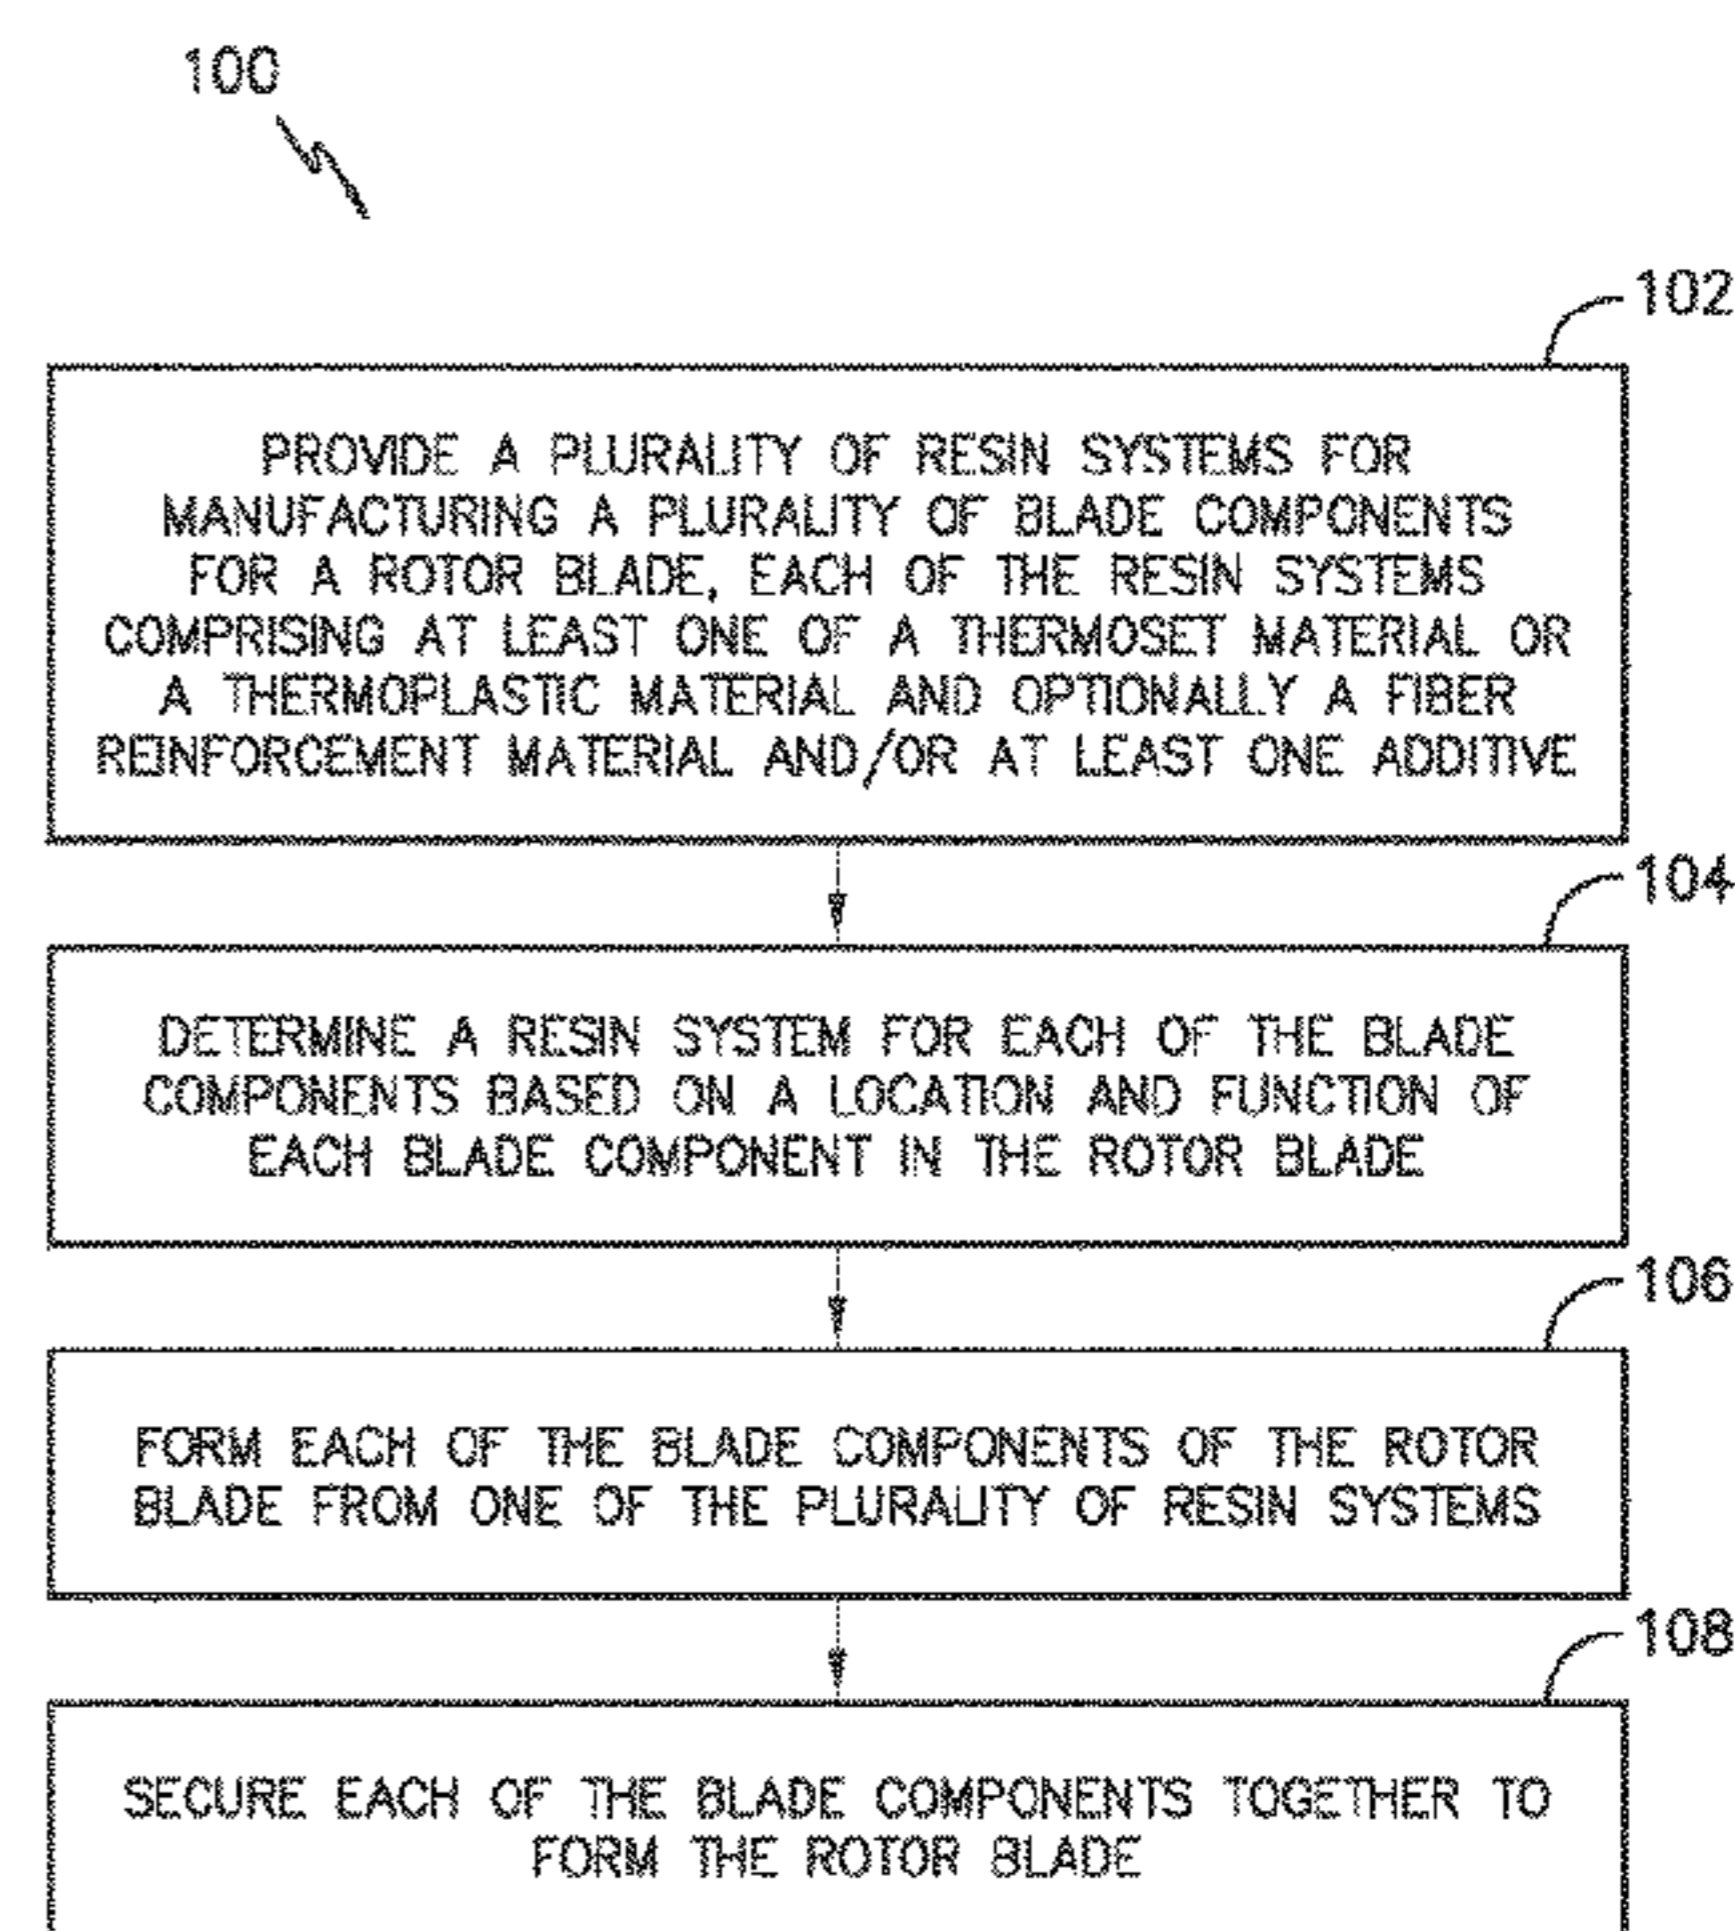 100
102
PROVIDE A PLURALITY OF RESIN SYSTEMS FOR
MANUFACTURING A PLURALITY OF BLADE COMPONENTS
FOR A ROTOR BLADE, EACH OF THE RESIN SYSTEMS
COMPRISING AT LEAST ONE OF A THERMOSET MATERIAL OR
A THERMOPLASTIC MATERIAL AND OPTIONALLY A FIBER
REINFORCEMENT MATERIAL AND/OR AT LEAST ONE ADDITIVE
104
DETERMINE A RESIN SYSTEM FOR EACH OF THE BLADE
COMPONENTS BASED ON A LOCATION AND FUNCTION OF
EACH BLADE COMPONENT IN THE ROTOR BLADE
106
FORM EACH OF THE BLADE COMPONENTS OF THE ROTOR
BLADE FROM ONE OF THE PLURALITY OF RESIN SYSTEMS
108
SECURE EACH OF THE BLADE COMPONENTS TOGETHER TO
FORM THE ROTOR BLADE